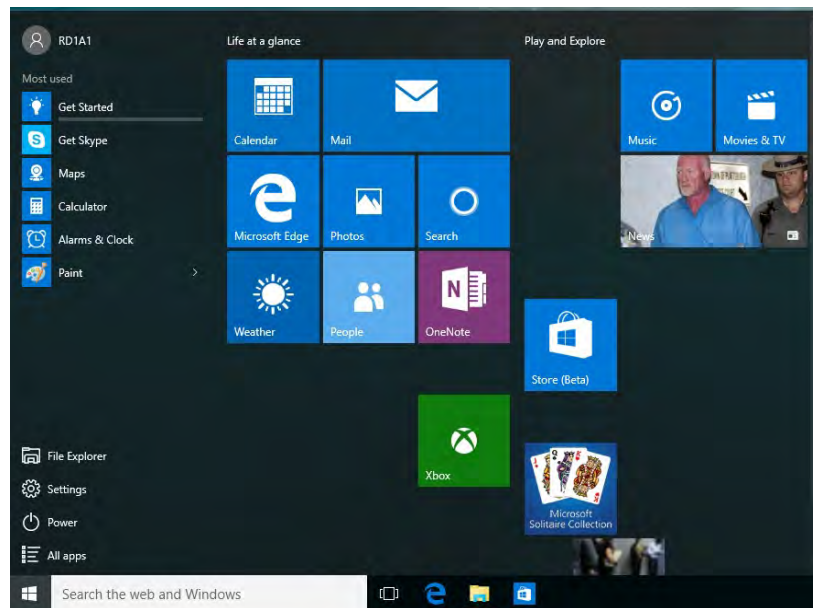 RD1A1
Life at a glance
Play and Explore
Most used
Get Started
Get Skype
Maps
Calculator
Alarms & Clock
Paint
Calendar
Mail
Music
Movies & TV
Microsoft Edge
Photos
Search
News
Weather
People
OneNote
Store (Beta)
Xbox
Microsoft
Solitaire Collection
File Explorer
Settings
Power
All apps
Search the web and Windows